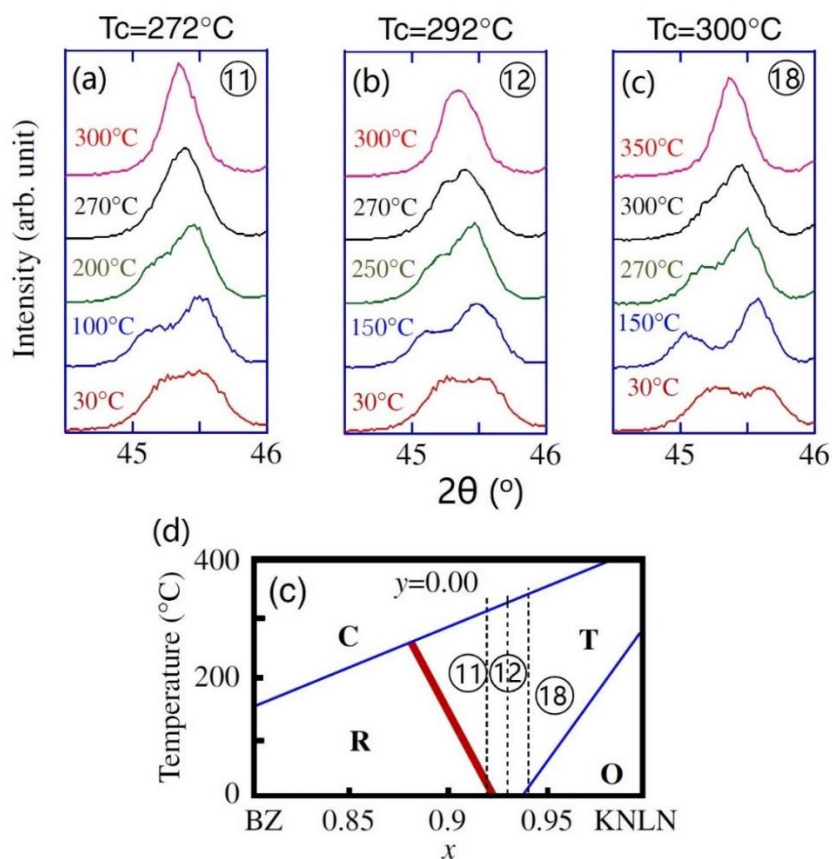 Tc=272°C
Tc=292°C
Tc=300°C
(a)
⑪
(b)
⑫
(c)
⑱
300°C
270°C
200°C
100°C
30°C
300°C
270°C
250°C
150°C
30°C
350°C
300°C
270°C
150°C
30°C
Intensity (arb. unit)
45
46
45
46
45
46
2θ (°)
(d)
400
200
0
Temperature (°C)
(c)
y=0.00
C
T
R
O
⑪
⑫
⑱
BZ
0.85
0.9
0.95
KNLN
x